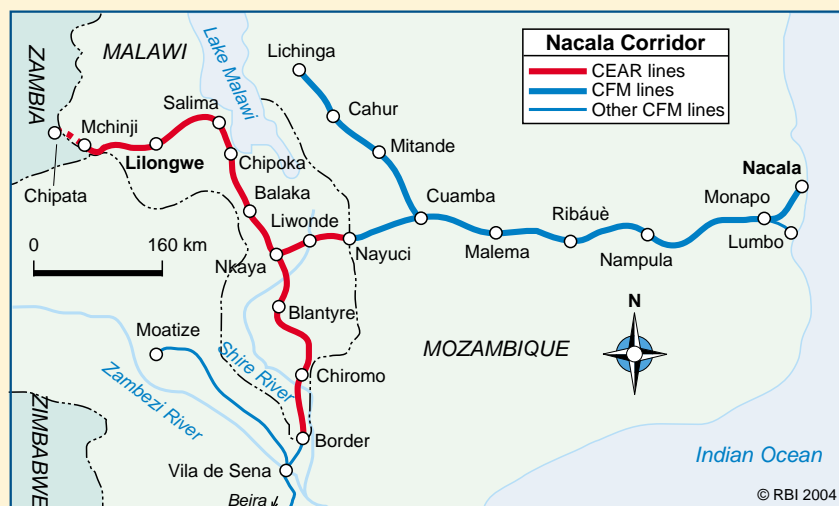 MALAWI
ZAMBIA
Lake Malawi
Lichinga
Nacala Corridor
CEAR lines
CFM lines
Other CFM lines
Salima
Cahur
Mchinji
Mitande
Lilongwe
Chipoka
Chipata
Nacala
Balaka
Cuamba
Monapo
Liwonde
Ribáuè
0 160 km
Nkaya
Nayuci
Malema
Nampula
Lumbo
Blantyre
N
Moatize
MOZAMBIQUE
Shire River
Zambezi River
Chiromo
ZIMBABWE
Border
Indian Ocean
Vila de Sena
Beira
© RBI 2004